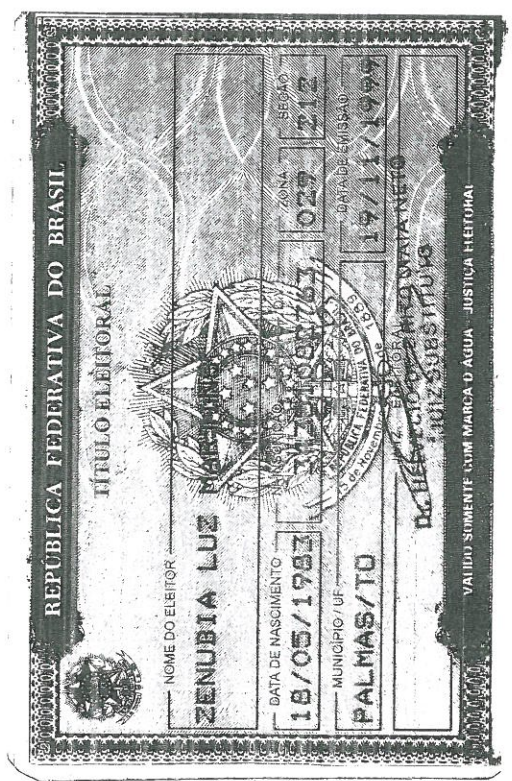 REPÚBLICA FEDERATIVA DO BRASIL
TÍTULO ELEITORAL
NOME DO ELEITOR
ZENUBIA LUZ
DATA DE NASCIMENTO
ZONA
SEÇÃO
18/05/1983
029
212
MUNICÍPIO / UF
DATA DE EMISSÃO
PALMAS/TO
19/11/1999
JUIZ SUBSTITUTO
VÁLIDO SOMENTE COM MARCA D'ÁGUA - JUSTIÇA ELEITORAL